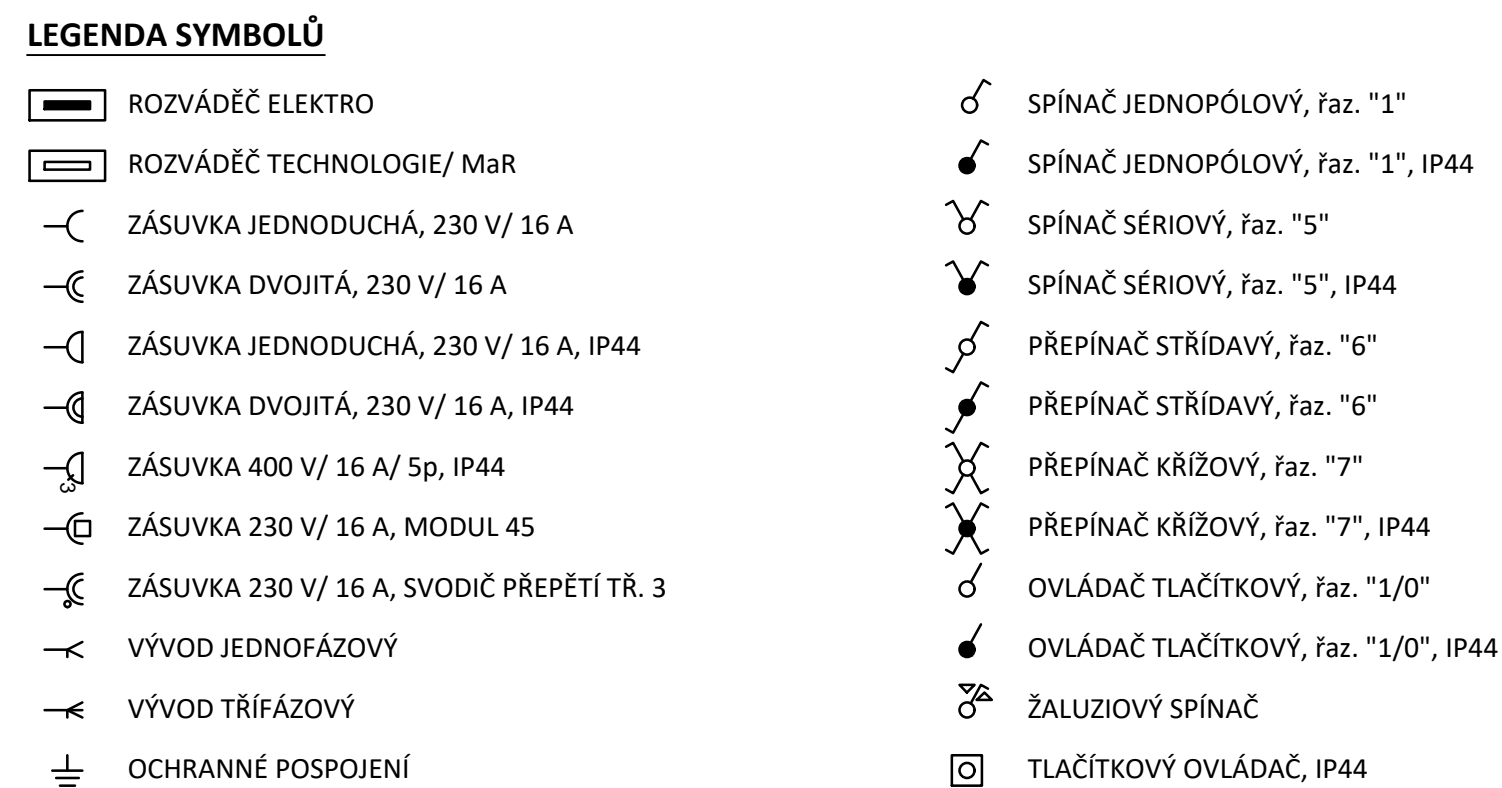 LEGENDA SYMBOLŮ
ROZVÁDĚČ ELEKTRO
ROZVÁDĚČ TECHNOLOGIE/ MaR
ZÁSUVKA JEDNODUCHÁ, 230 V/ 16 A
ZÁSUVKA DVOJITÁ, 230 V/ 16 A
ZÁSUVKA JEDNODUCHÁ, 230 V/ 16 A, IP44
ZÁSUVKA DVOJITÁ, 230 V/ 16 A, IP44
3
ZÁSUVKA 400 V/ 16 A/ 5p, IP44
ZÁSUVKA 230 V/ 16 A, MODUL 45
ZÁSUVKA 230 V/ 16 A, SVODIČ PŘEPĚTÍ TŘ. 3
VÝVOD JEDNOFÁZOVÝ
VÝVOD TŘÍFÁZOVÝ
OCHRANNÉ POSPOJENÍ
SPÍNAČ JEDNOPÓLOVÝ, řaz. "1"
SPÍNAČ JEDNOPÓLOVÝ, řaz. "1", IP44
SPÍNAČ SÉRIOVÝ, řaz. "5"
SPÍNAČ SÉRIOVÝ, řaz. "5", IP44
PŘEPÍNAČ STŘÍDAVÝ, řaz. "6"
PŘEPÍNAČ STŘÍDAVÝ, řaz. "6"
PŘEPÍNAČ KŘÍŽOVÝ, řaz. "7"
PŘEPÍNAČ KŘÍŽOVÝ, řaz. "7", IP44
OVLÁDAČ TLAČÍTKOVÝ, řaz. "1/0"
OVLÁDAČ TLAČÍTKOVÝ, řaz. "1/0", IP44
ŽALUZIOVÝ SPÍNAČ
TLAČÍTKOVÝ OVLÁDAČ, IP44